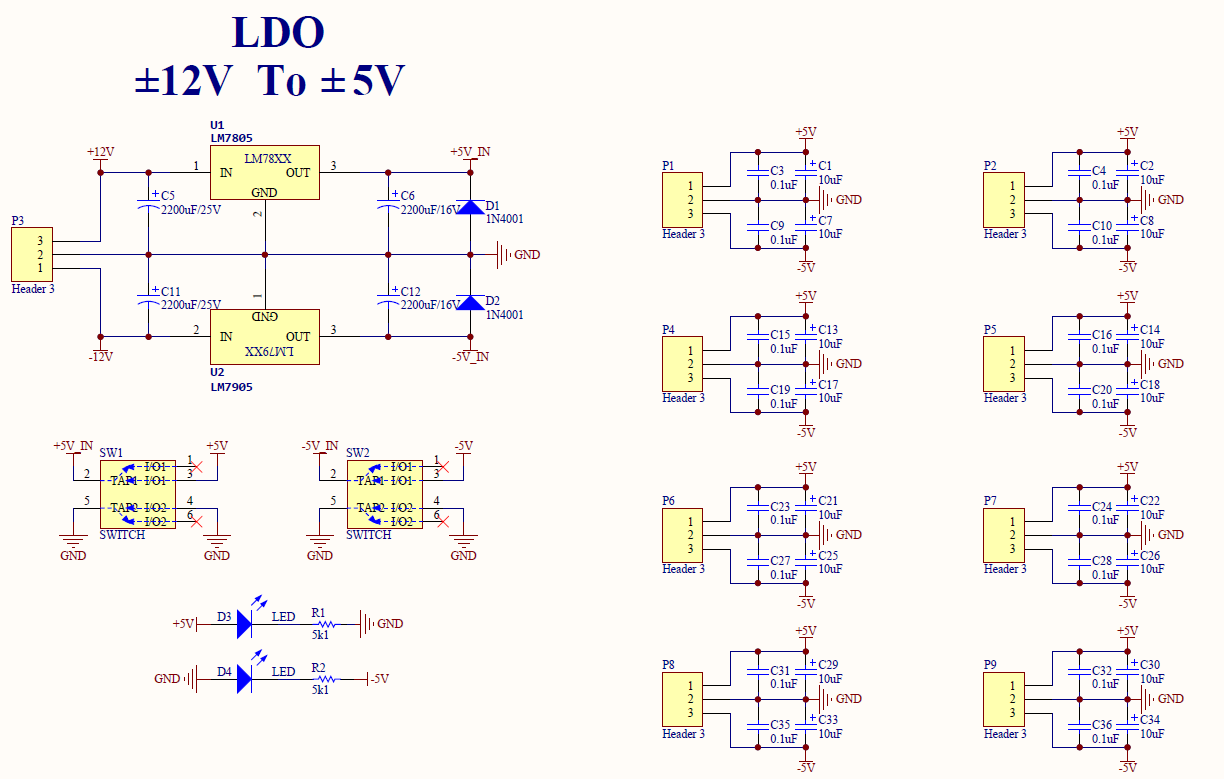 LDO
±12V To ±5V
U1
LM7805
+12V
1
IN
LM78XX
OUT
3
+5V_IN
GND
2
C5
2200uF/25V
C6
2200uF/16V
D1
1N4001
P3
3
2
1
Header 3
GND
C11
2200uF/25V
C12
2200uF/16V
D2
1N4001
1
GND
2
IN
OUT
3
LM79XX
-12V
-5V_IN
U2
LM7905
+5V_IN
SW1
+5V
2
TAP1
I/O1
1
I/O1
3
5
TAP2
I/O2
4
I/O2
6
SWITCH
GND
GND
-5V_IN
SW2
-5V
2
TAP1
I/O1
1
I/O1
3
5
TAP2
I/O2
4
I/O2
6
SWITCH
GND
GND
+5V
D3
LED
R1
5k1
GND
GND
D4
LED
R2
5k1
-5V
+5V
P1
1
2
3
Header 3
C3
0.1uF
C1
10uF
GND
C9
0.1uF
C7
10uF
-5V
+5V
P2
1
2
3
Header 3
C4
0.1uF
C2
10uF
GND
C10
0.1uF
C8
10uF
-5V
+5V
P4
1
2
3
Header 3
C15
0.1uF
C13
10uF
GND
C19
0.1uF
C17
10uF
-5V
+5V
P5
1
2
3
Header 3
C16
0.1uF
C14
10uF
GND
C20
0.1uF
C18
10uF
-5V
+5V
P6
1
2
3
Header 3
C23
0.1uF
C21
10uF
GND
C27
0.1uF
C25
10uF
-5V
+5V
P7
1
2
3
Header 3
C24
0.1uF
C22
10uF
GND
C28
0.1uF
C26
10uF
-5V
+5V
P8
1
2
3
Header 3
C31
0.1uF
C29
10uF
GND
C35
0.1uF
C33
10uF
-5V
+5V
P9
1
2
3
Header 3
C32
0.1uF
C30
10uF
GND
C36
0.1uF
C34
10uF
-5V